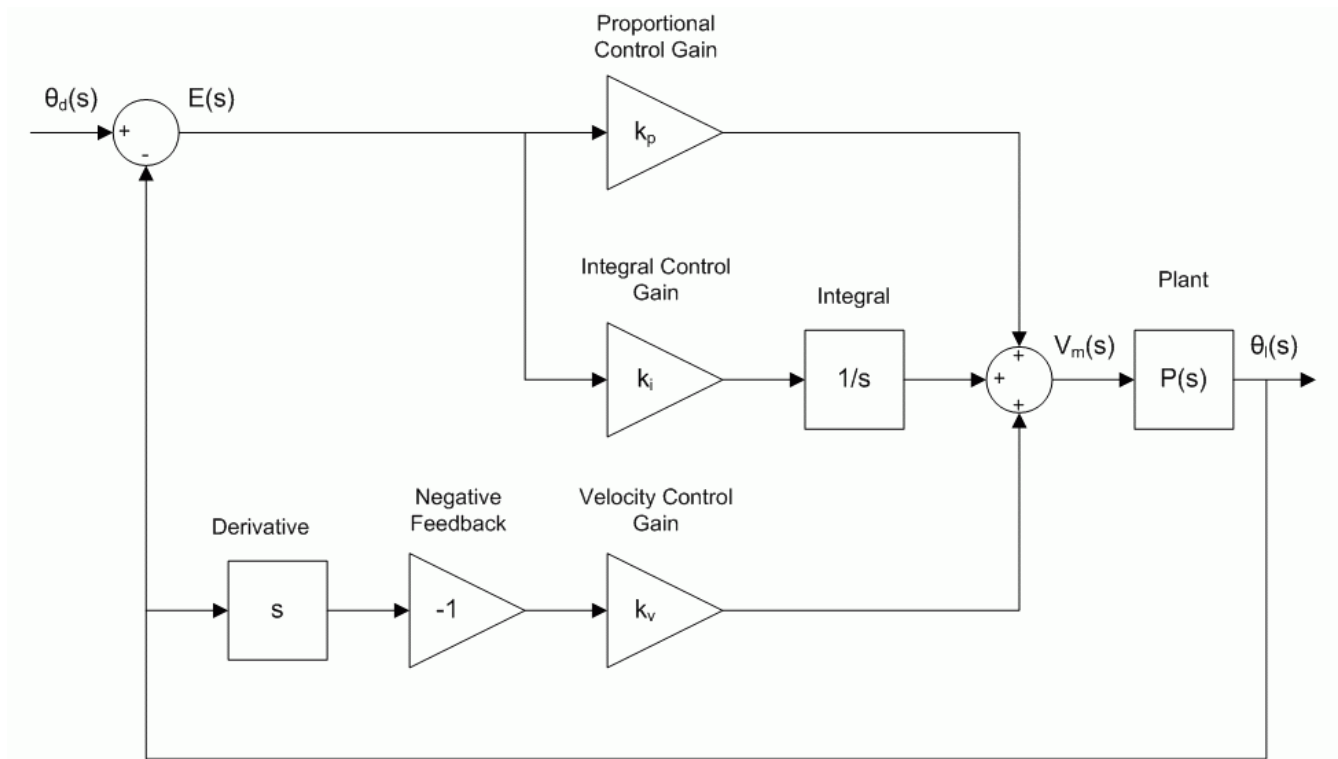 Proportional
Control Gain
θd(s)
E(s)
+
-
kp
Integral Control
Gain
Integral
Plant
ki
1/s
+
+
+
Vm(s)
P(s)
θl(s)
Derivative
Negative
Feedback
Velocity Control
Gain
s
-1
kv